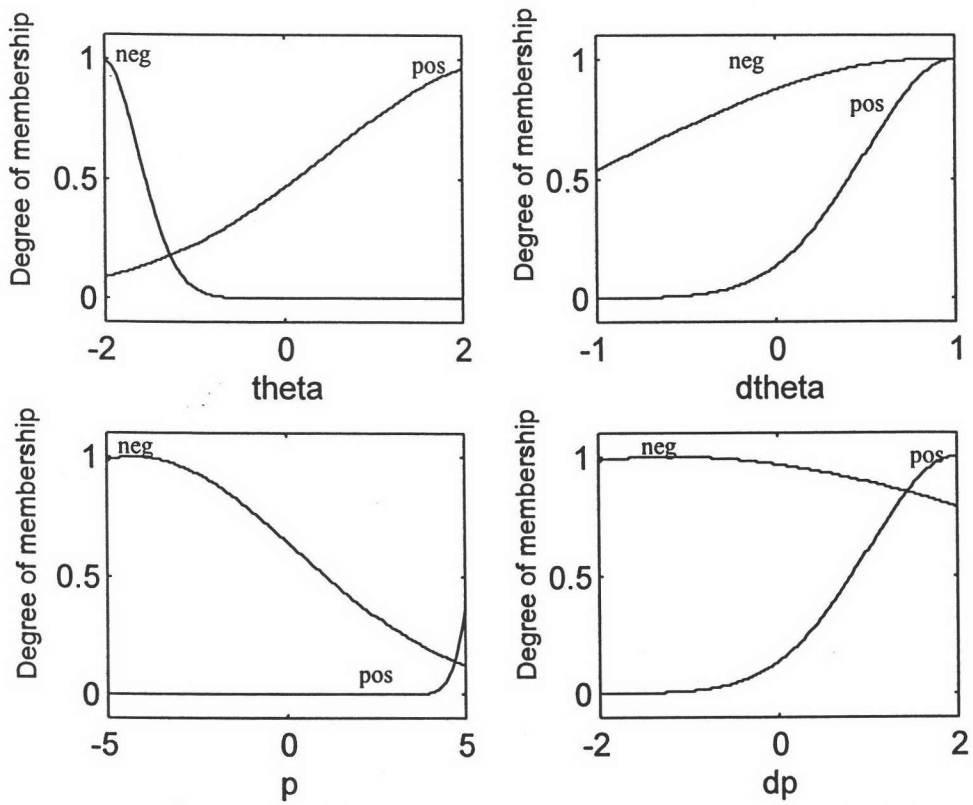 Degree of membership
1
0.5
0
neg
pos
-2
0
2
theta
Degree of membership
1
0.5
0
neg
pos
-1
0
1
dtheta
Degree of membership
1
0.5
0
neg
pos
-5
0
5
p
Degree of membership
1
0.5
0
neg
pos
-2
0
2
dp